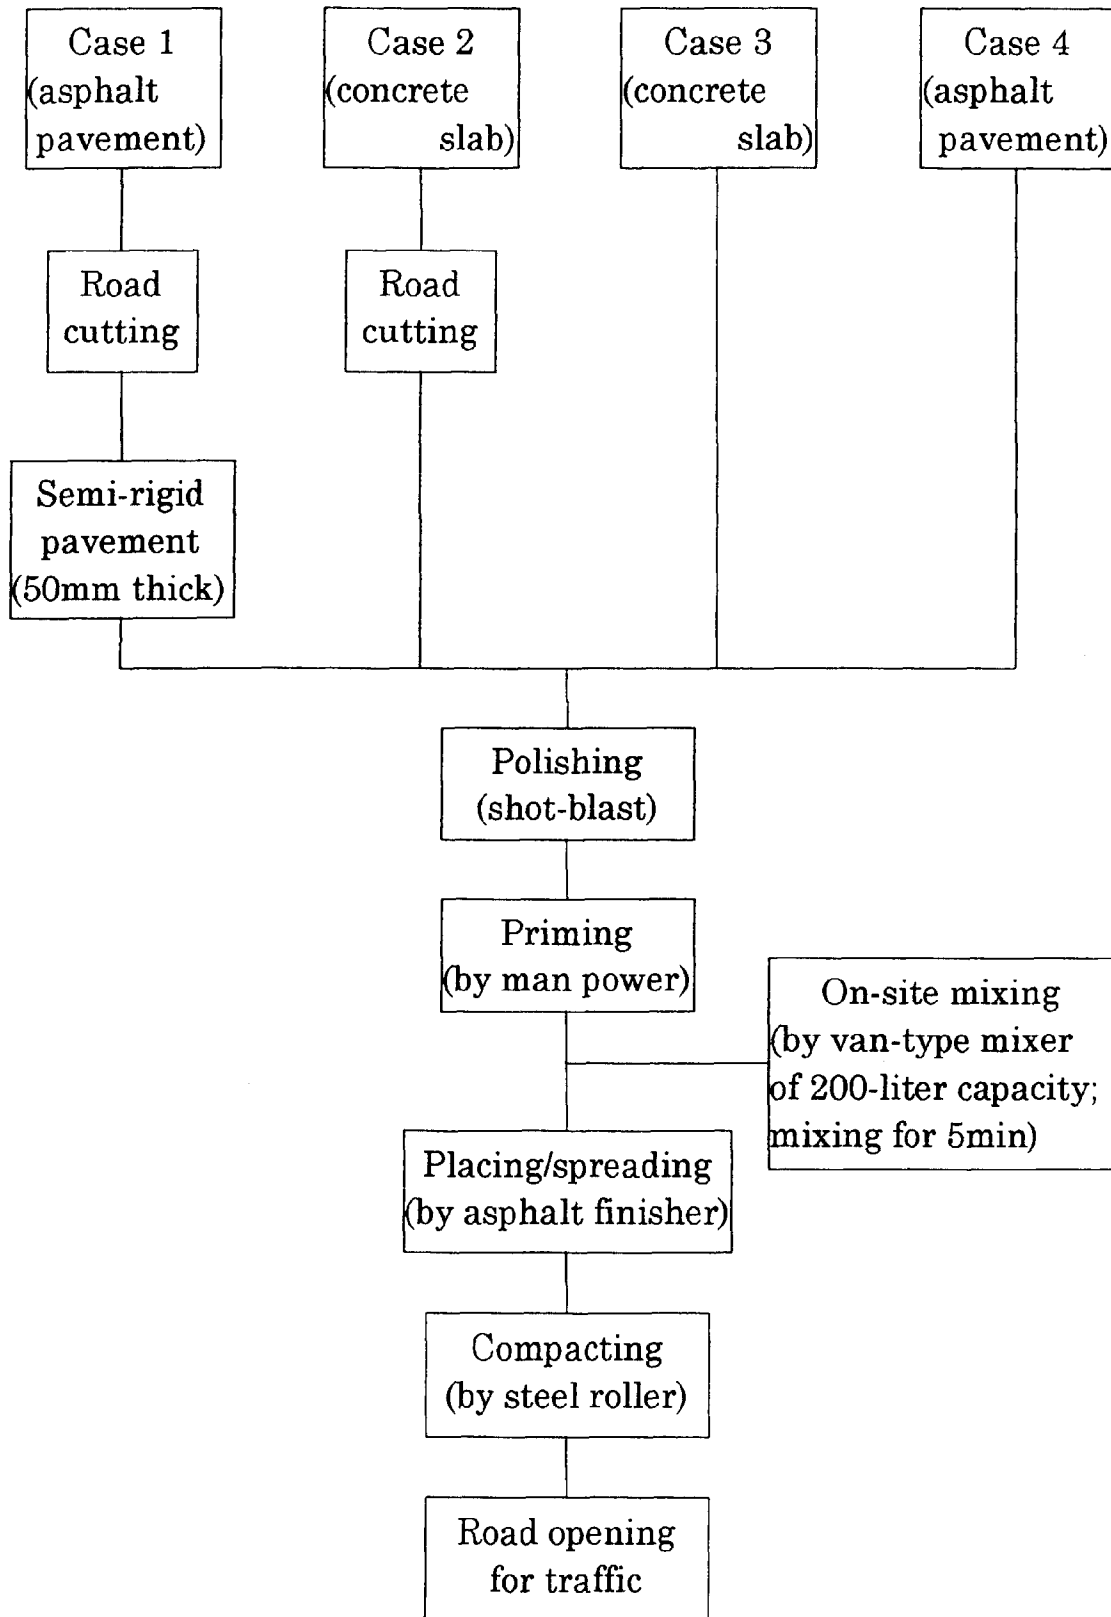 Case 1
(asphalt
pavement)
Case 2
(concrete
slab)
Case 3
(concrete
slab)
Case 4
(asphalt
pavement)
Road
cutting
Road
cutting
Semi-rigid
pavement
(50mm thick)
Polishing
(shot-blast)
Priming
(by man power)
On-site mixing
(by van-type mixer
of 200-liter capacity;
mixing for 5min)
Placing/spreading
(by asphalt finisher)
Compacting
(by steel roller)
Road opening
for traffic